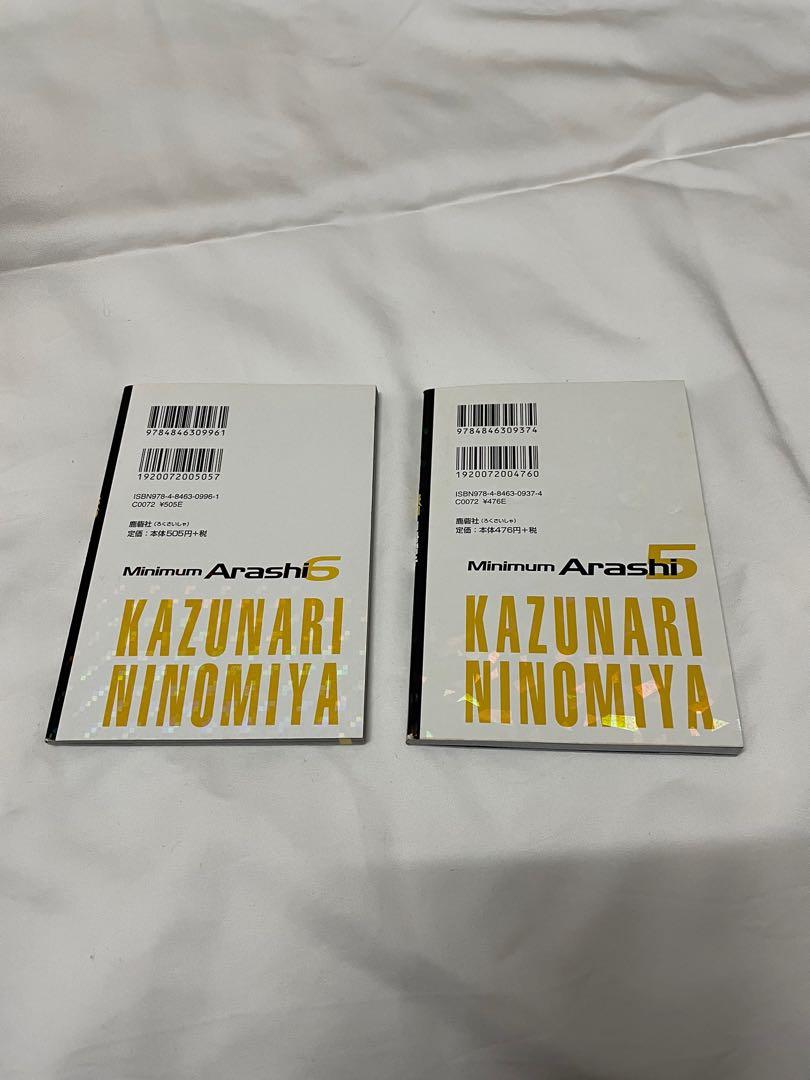 9784846309961
1920072005057
ISBN978-4-8463-0996-1
C0072 ¥505E
鹿砦社(ろくさいしゃ)
定価:本体505円+税
Minimum Arashi6
KAZUNARI
NINOMIYA
9784846309374
1920072004760
ISBN978-4-8463-0937-4
C0072 ¥476E
鹿砦社(ろくさいしゃ)
定価:本体476円+税
Minimum Arashi5
KAZUNARI
NINOMIYA